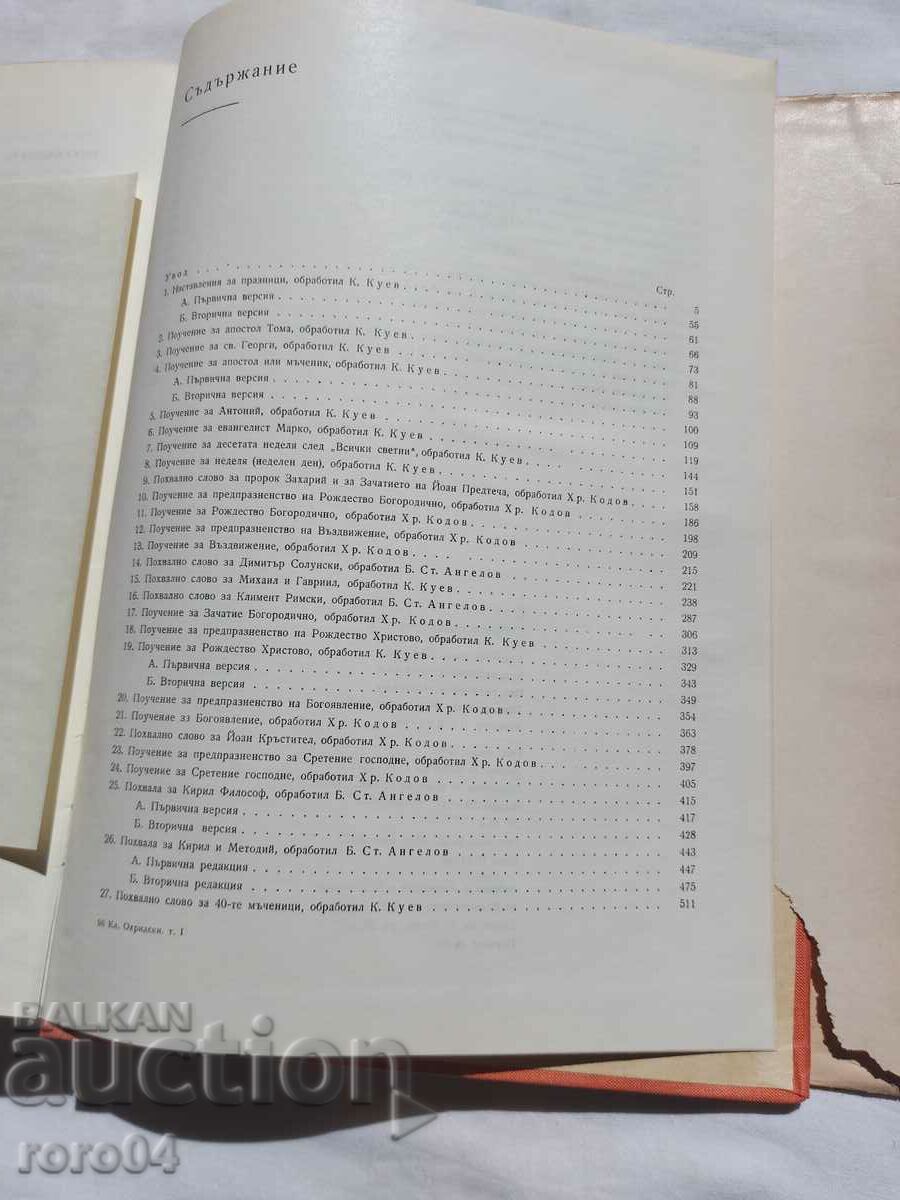 Съдържание
Стр.
Увод . . . 5
1. Наставления за празници, обработил К. Куев . . . 55
А. Първична версия . . . 61
Б. Вторична версия . . . 66
2. Поучение за апостол Тома, обработил К. Куев . . . 73
3. Поучение за св. Георги, обработил К. Куев . . . 81
4. Поучение за апостол или мъченик, обработил К. Куев . . . 88
А. Първична версия . . . 93
Б. Вторична версия . . . 100
5. Поучение за Антоний, обработил К. Куев . . . 109
6. Поучение за евангелист Марко, обработил К. Куев . . . 119
7. Поучение за десетата неделя след „Всички светии“, обработил К. Куев . . . 144
8. Поучение за неделя (неделен ден), обработил К. Куев . . . 151
9. Похвално слово за пророк Захарий и за Зачатието на Йоан Предтеча, обработил Хр. Кодов . . . 158
10. Поучение за предпразненство на Рождество Богородично, обработил Хр. Кодов . . . 186
11. Поучение за Рождество Богородично, обработил Хр. Кодов . . . 198
12. Поучение за предпразненство на Въздвижение, обработил Хр. Кодов . . . 209
13. Поучение за Въздвижение, обработил Хр. Кодов . . . 215
14. Похвално слово за Димитър Солунски, обработил Б. Ст. Ангелов . . . 221
15. Похвално слово за Михаил и Гавриил, обработил К. Куев . . . 238
16. Похвално слово за Климент Римски, обработил Б. Ст. Ангелов . . . 287
17. Поучение за Зачатие Богородично, обработил Хр. Кодов . . . 306
18. Поучение за предпразненство на Рождество Христово, обработил К. Куев . . . 313
19. Поучение за Рождество Христово, обработил К. Куев . . . 329
А. Първична версия . . . 343
Б. Вторична версия . . . 349
20. Поучение за предпразненство на Богоявление, обработил Хр. Кодов . . . 354
21. Поучение зз Богоявление, обработил Хр. Кодов . . . 363
22. Похвално слово за Йоан Кръстител, обработил Хр. Кодов . . . 378
23. Поучение за предпразненство за Сретение господне, обработил Хр. Кодов . . . 397
24. Поучение за Сретение господне, обработил Хр. Кодов . . . 405
25. Похвала за Кирил Философ, обработил Б. Ст. Ангелов . . . 415
А. Първична версия . . . 417
Б. Вторична версия . . . 428
26. Похвала за Кирил и Методий, обработил Б. Ст. Ангелов . . . 443
А. Първична редакция . . . 447
Б. Вторична редакция . . . 475
27. Похвално слово за 40-те мъченици, обработил К. Куев . . . 511
96 Кл. Охридски, т. I
BALKAN
auction
roro04